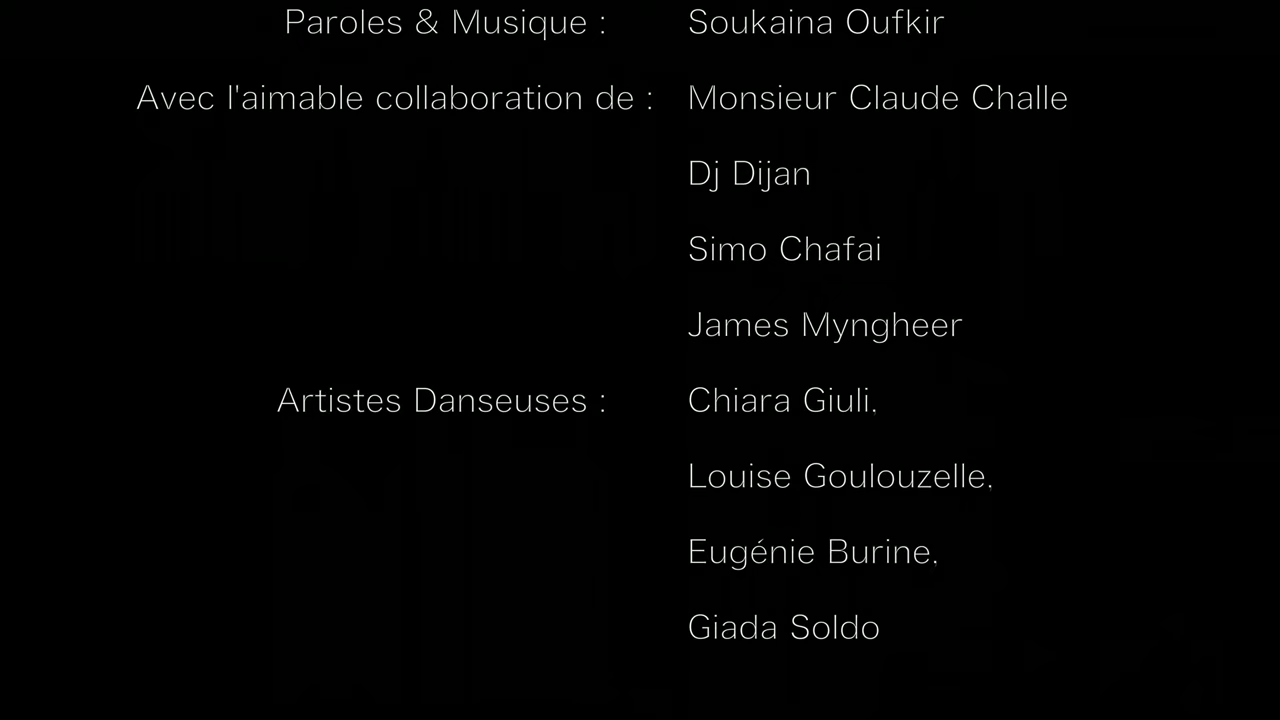 Paroles & Musique : Soukaina Oufkir
Avec l'aimable collaboration de : Monsieur Claude Challe
Dj Dijan
Simo Chafai
James Myngheer
Artistes Danseuses : Chiara Giuli,
Louise Goulouzelle,
Eugénie Burine,
Giada Soldo